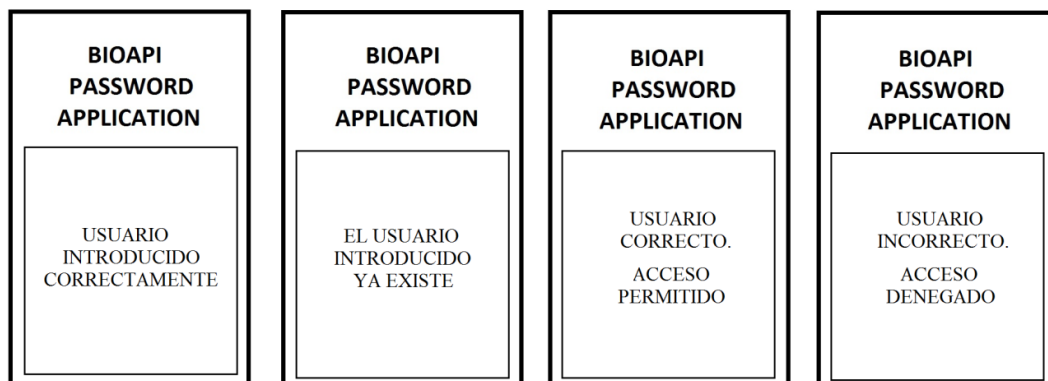 BIOAPI
PASSWORD
APPLICATION
USUARIO
INTRODUCIDO
CORRECTAMENTE
BIOAPI
PASSWORD
APPLICATION
EL USUARIO
INTRODUCIDO
YA EXISTE
BIOAPI
PASSWORD
APPLICATION
USUARIO
CORRECTO.
ACCESO
PERMITIDO
BIOAPI
PASSWORD
APPLICATION
USUARIO
INCORRECTO.
ACCESO
DENEGADO